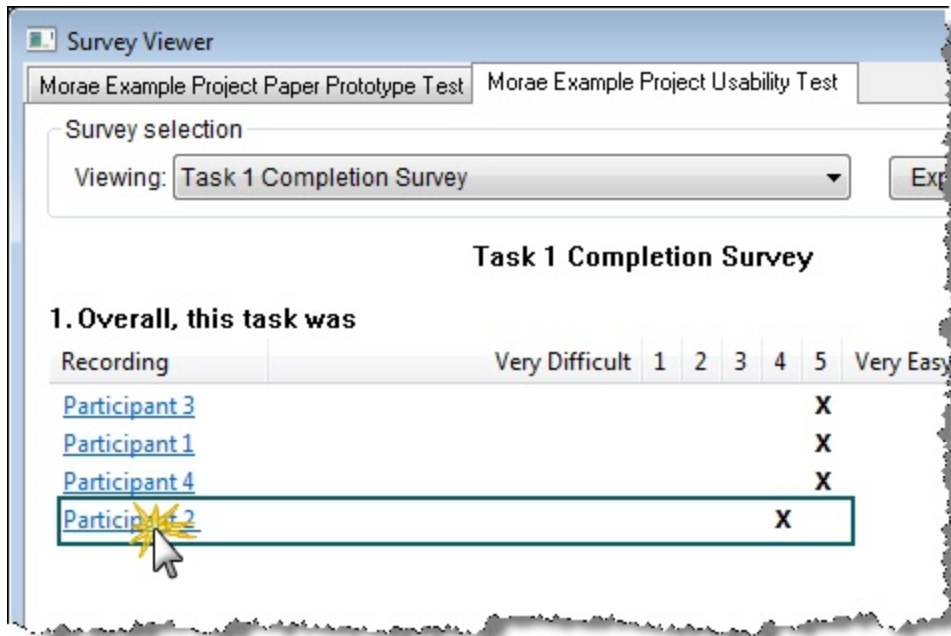 Survey Viewer
Morae Example Project Paper Prototype Test Morae Example Project Usability Test
Survey selection
Viewing: Task 1 Completion Survey
Task 1 Completion Survey
1. Overall, this task was
Recording Very Difficult 1 2 3 4 5 Very Easy
Participant 3 X
Participant 1 X
Participant 4 X
2 X